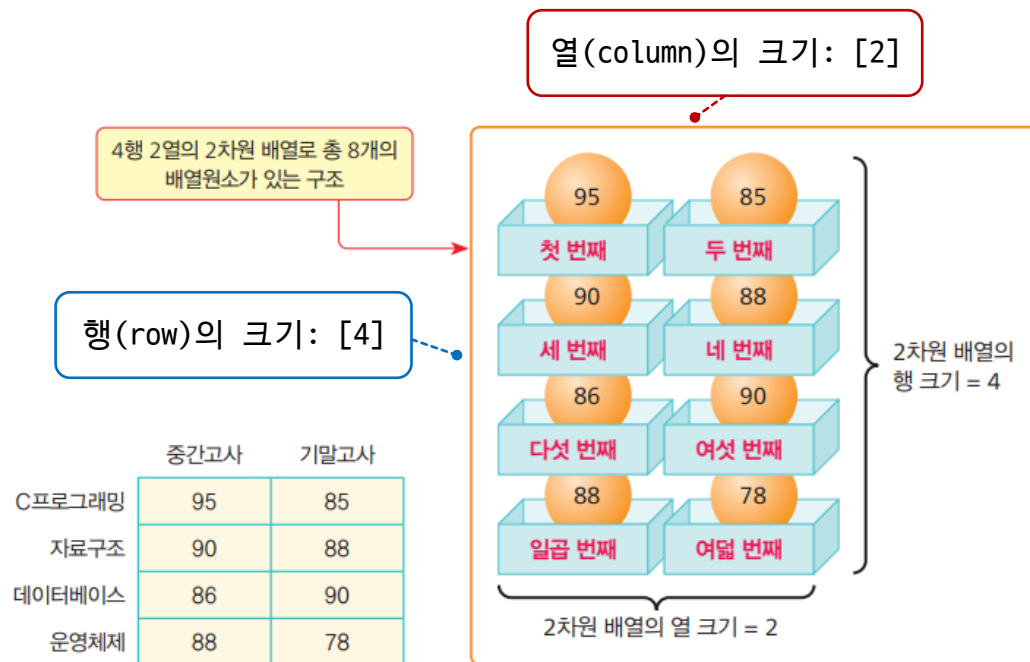 열(column)의 크기: [2]
4행 2열의 2차원 배열로 총 8개의
배열원소가 있는 구조
95 85
첫 번째 두 번째
행(row)의 크기: [4]
90 88
세 번째 네 번째
2차원 배열의
행 크기 = 4
86 90
다섯 번째 여섯 번째
88 78
일곱 번째 여덟 번째
2차원 배열의 열 크기 = 2
중간고사 기말고사
C프로그래밍 95 85
자료구조 90 88
데이터베이스 86 90
운영체제 88 78